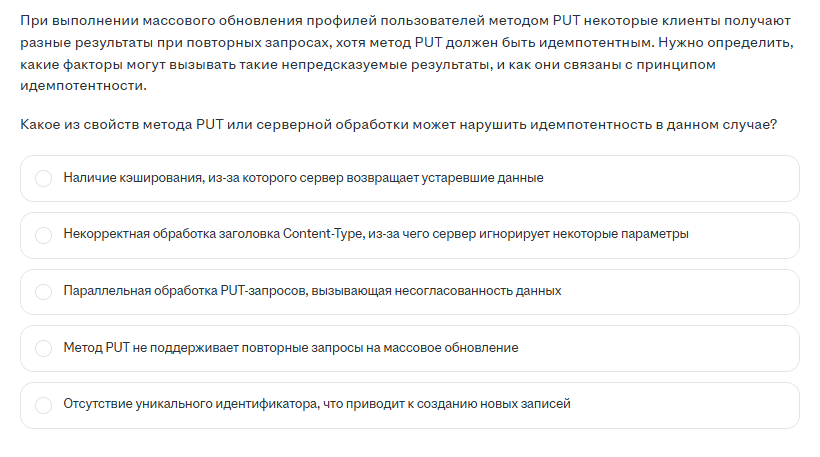 При выполнении массового обновления профилей пользователей методом PUT некоторые клиенты получают
разные результаты при повторных запросах, хотя метод PUT должен быть идемпотентным. Нужно определить,
какие факторы могут вызывать такие непредсказуемые результаты, и как они связаны с принципом
идемпотентности.
Какое из свойств метода PUT или серверной обработки может нарушить идемпотентность в данном случае?
Наличие кэширования, из-за которого сервер возвращает устаревшие данные
Некорректная обработка заголовка Content-Type, из-за чего сервер игнорирует некоторые параметры
Параллельная обработка PUT-запросов, вызывающая несогласованность данных
Метод PUT не поддерживает повторные запросы на массовое обновление
Отсутствие уникального идентификатора, что приводит к созданию новых записей